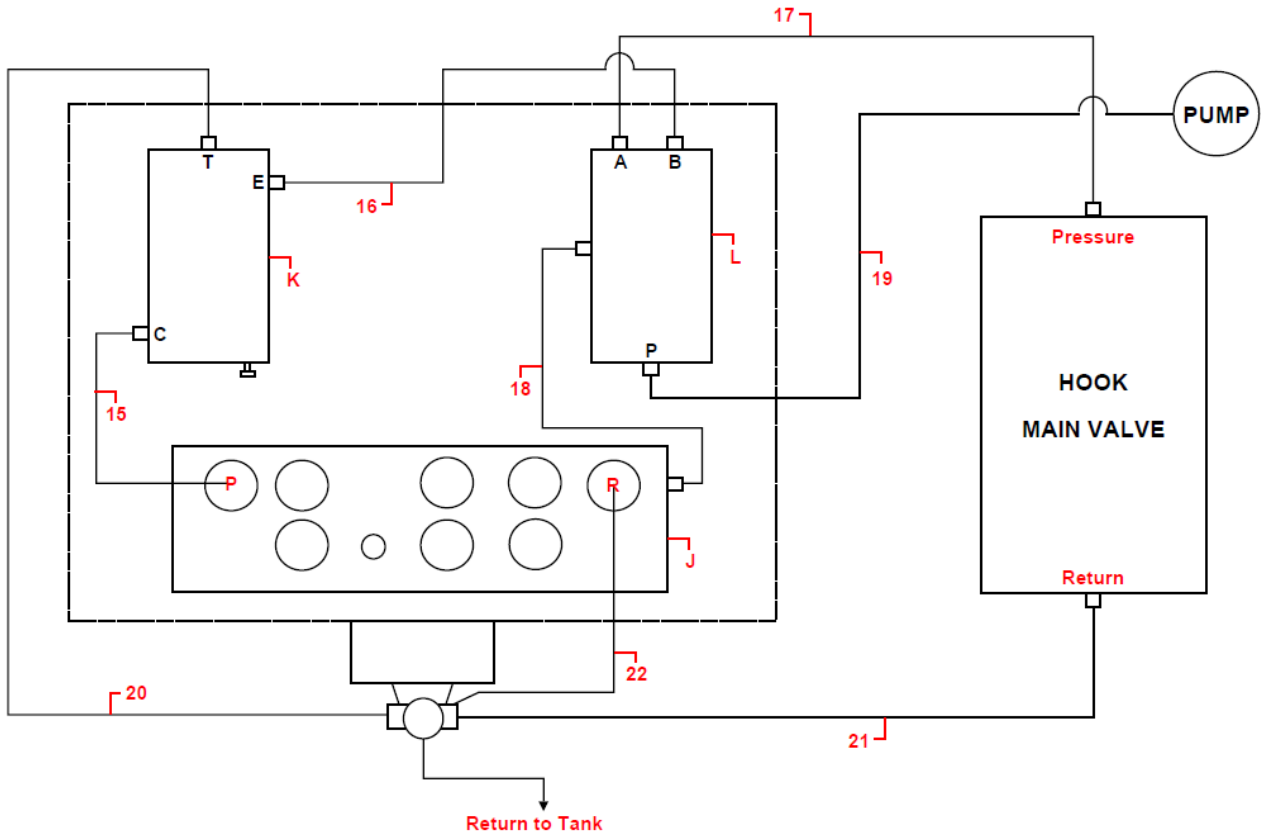 17
PUMP
T
A
B
E
16
Pressure
L
K
19
C
P
HOOK
18
15
MAIN VALVE
P
R
J
Return
22
20
21
Return to Tank